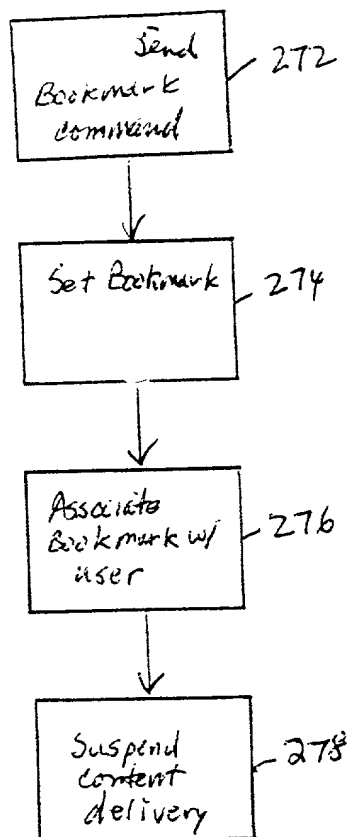 Send
Bookmark
command
272
Set Bookmark
274
Associate
Bookmark w/
user
276
Suspend
content
delivery
278